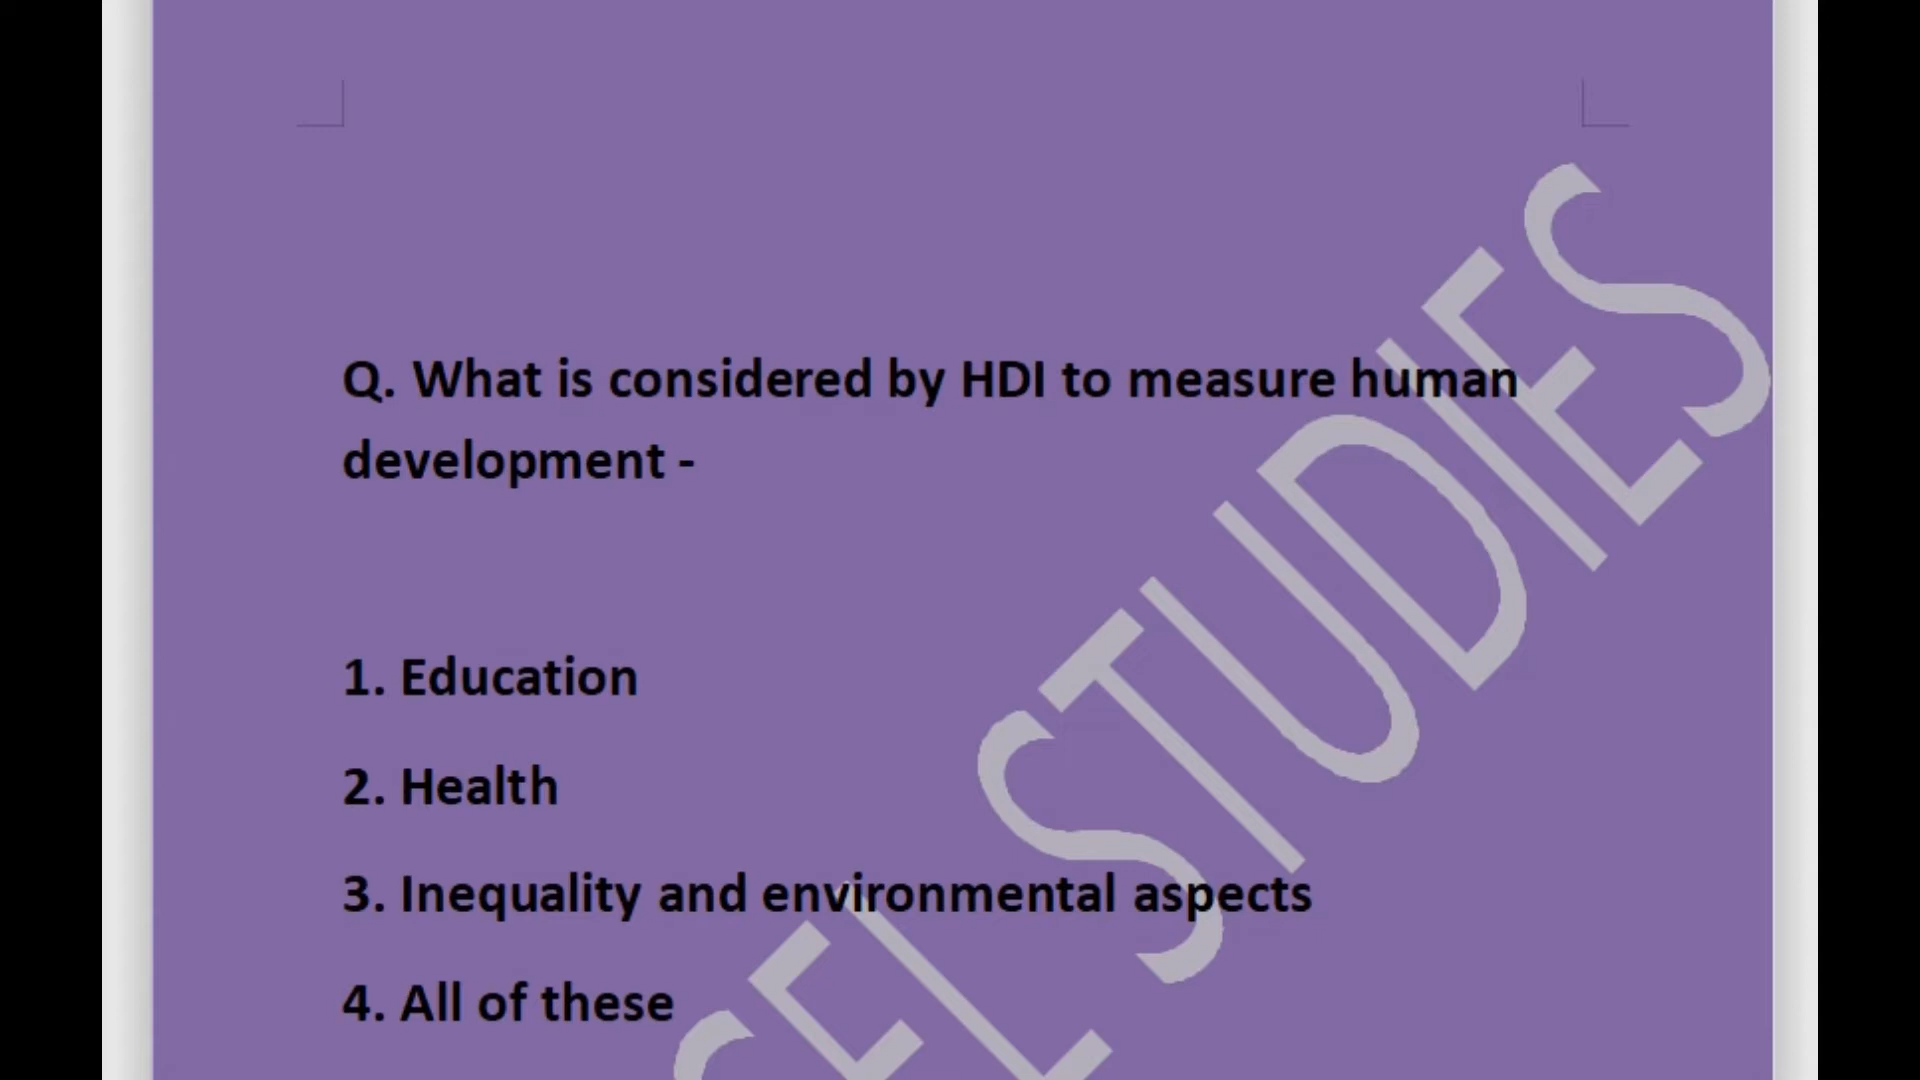 Q. What is considered by HDI to measure human
development -
1. Education
2. Health
3. Inequality and environmental aspects
4. All of these
STUDIES